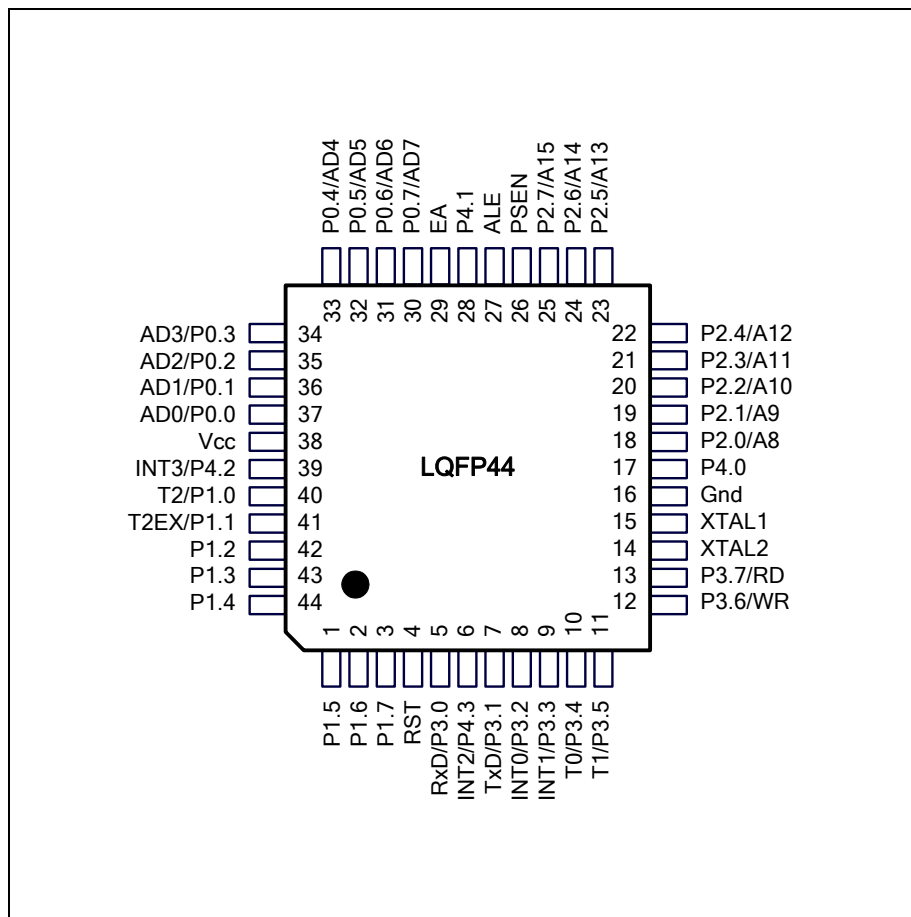 P0.4/AD4
P0.5/AD5
P0.6/AD6
P0.7/AD7
EA
P4.1
ALE
PSEN
P2.7/A15
P2.6/A14
P2.5/A13
33
32
31
30
29
28
27
26
25
24
23
AD3/P0.3 34
AD2/P0.2 35
AD1/P0.1 36
AD0/P0.0 37
Vcc 38
INT3/P4.2 39
T2/P1.0 40
T2EX/P1.1 41
P1.2 42
P1.3 43
P1.4 44
LQFP44
22 P2.4/A12
21 P2.3/A11
20 P2.2/A10
19 P2.1/A9
18 P2.0/A8
17 P4.0
16 Gnd
15 XTAL1
14 XTAL2
13 P3.7/RD
12 P3.6/WR
1
2
3
4
5
6
7
8
9
10
11
P1.5
P1.6
P1.7
RST
RxD/P3.0
INT2/P4.3
TxD/P3.1
INT0/P3.2
INT1/P3.3
T0/P3.4
T1/P3.5